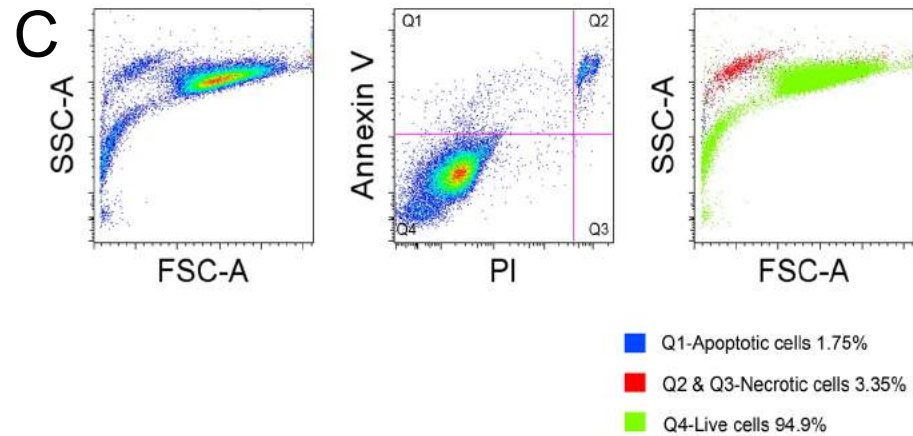 C
SSC-A
FSC-A
Q1
Q2
Annexin V
Q4
Q3
PI
SSC-A
FSC-A
Q1-Apoptotic cells 1.75%
Q2 & Q3-Necrotic cells 3.35%
Q4-Live cells 94.9%